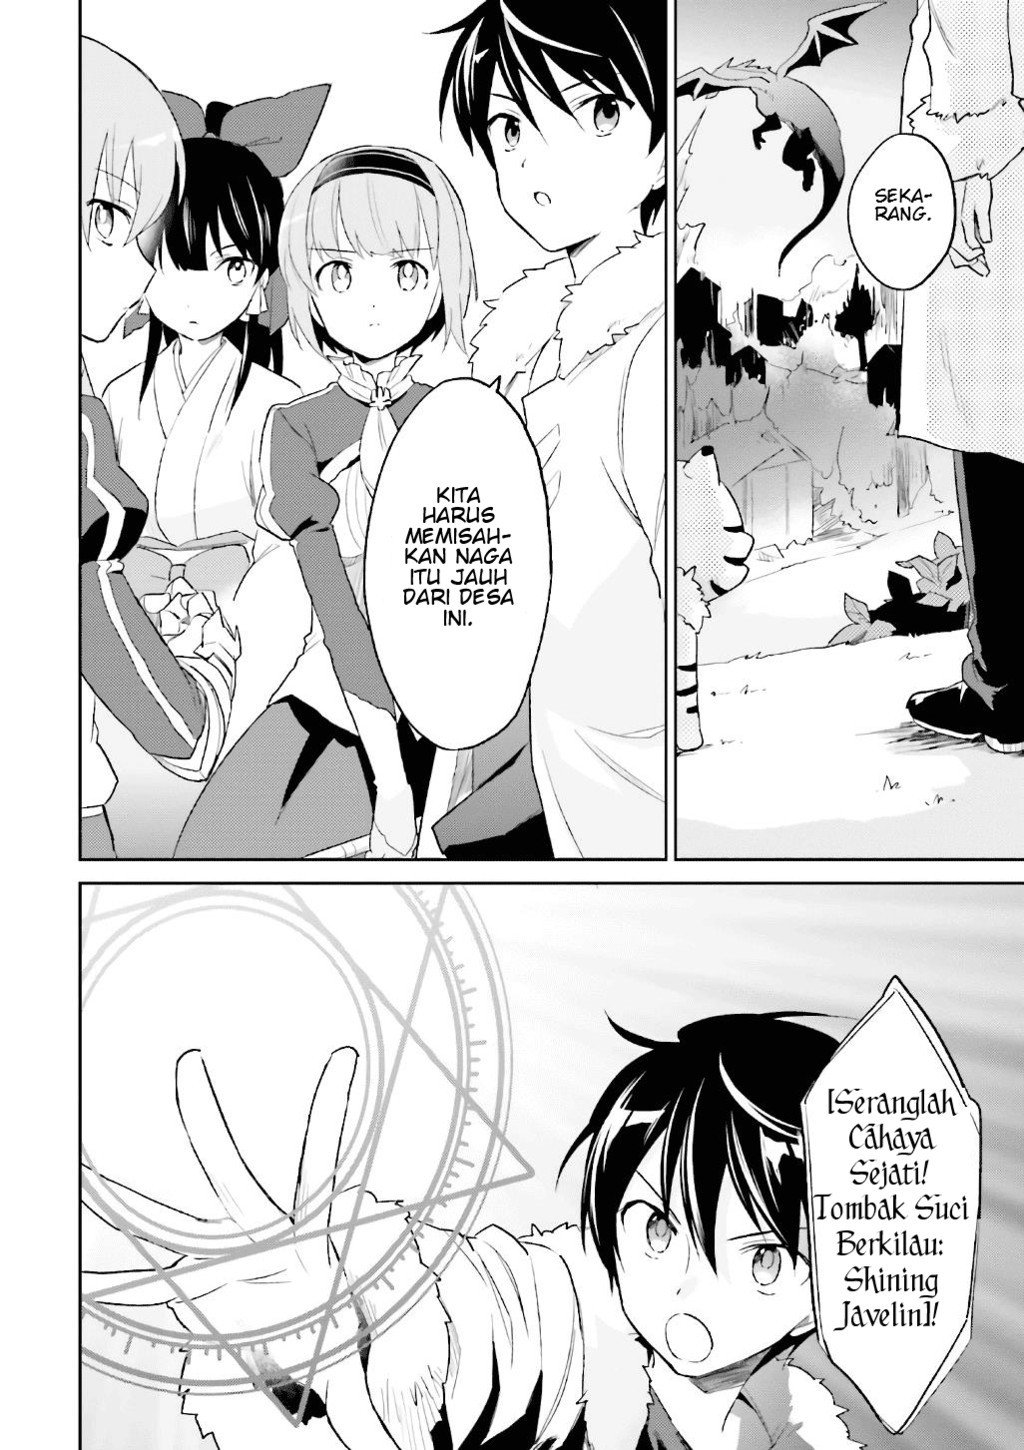 SEKA-
RANG.
KITA
HARUS
MEMISAH-
KAN NAGA
ITU JAUH
DARI DESA
INI.
[Seranglah
Cahaya
Sejati!
Tombak Suci
Berkilau:
Shining
Javelin]!